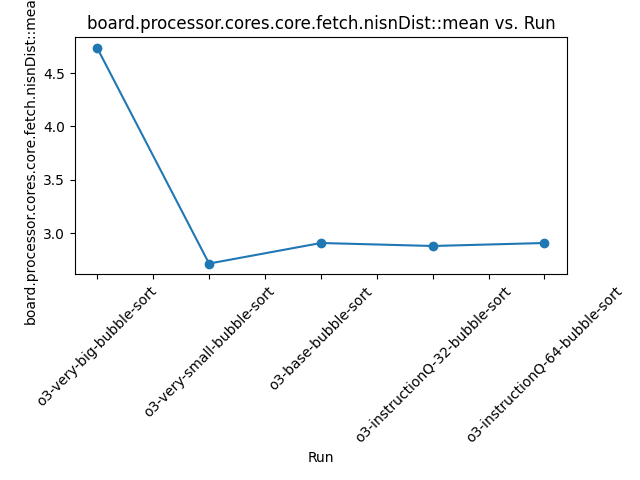 board.processor.cores.core.fetch.nisnDist::mean vs. Run
board.processor.cores.core.fetch.nisnDist::mea
4.5
4.0
3.5
3.0
o3-very-big-bubble-sort
o3-very-small-bubble-sort
o3-base-bubble-sort
o3-instructionQ-32-bubble-sort
o3-instructionQ-64-bubble-sort
Run